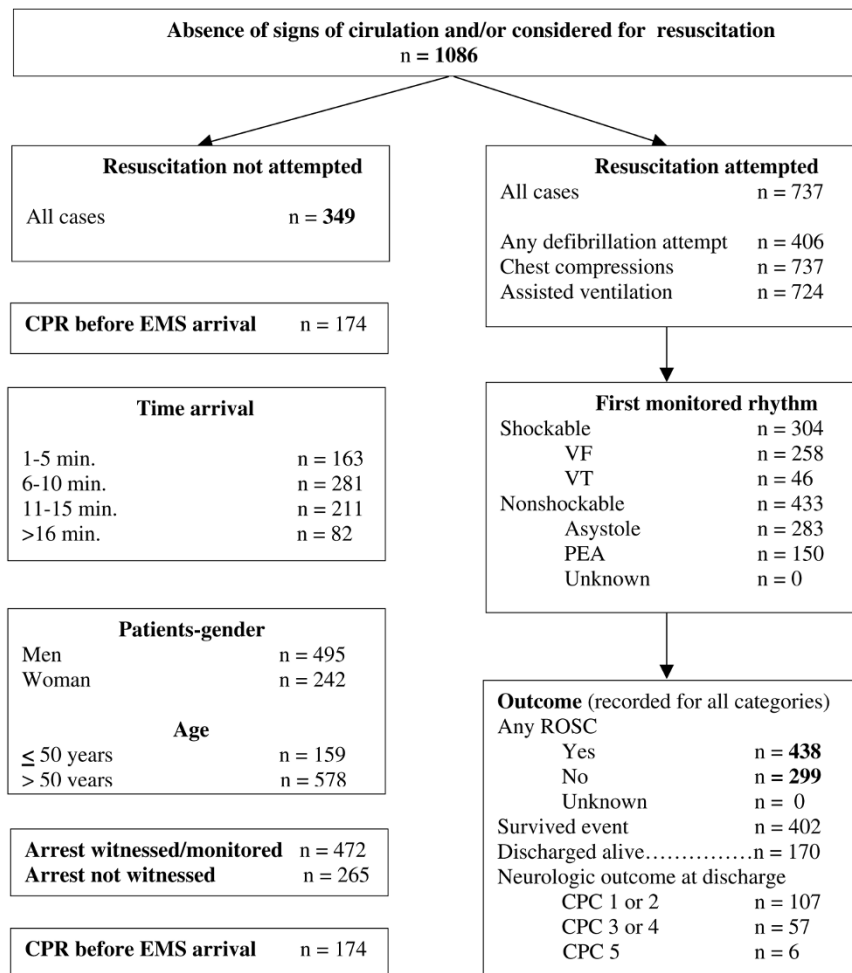 Absence of signs of cirulation and/or considered for resuscitation
n = 1086
Resuscitation not attempted
All cases n = 349
CPR before EMS arrival n = 174
Time arrival
1-5 min. n = 163
6-10 min. n = 281
11-15 min. n = 211
>16 min. n = 82
Patients-gender
Men n = 495
Woman n = 242
Age
≤ 50 years n = 159
> 50 years n = 578
Arrest witnessed/monitored n = 472
Arrest not witnessed n = 265
CPR before EMS arrival n = 174
Resuscitation attempted
All cases n = 737
Any defibrillation attempt n = 406
Chest compressions n = 737
Assisted ventilation n = 724
First monitored rhythm
Shockable n = 304
VF n = 258
VT n = 46
Nonshockable n = 433
Asystole n = 283
PEA n = 150
Unknown n = 0
Outcome (recorded for all categories)
Any ROSC
Yes n = 438
No n = 299
Unknown n = 0
Survived event n = 402
Discharged alive……………n = 170
Neurologic outcome at discharge
CPC 1 or 2 n = 107
CPC 3 or 4 n = 57
CPC 5 n = 6